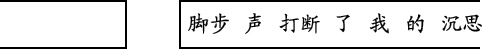 脚步 声 打断 了 我 的 沉思